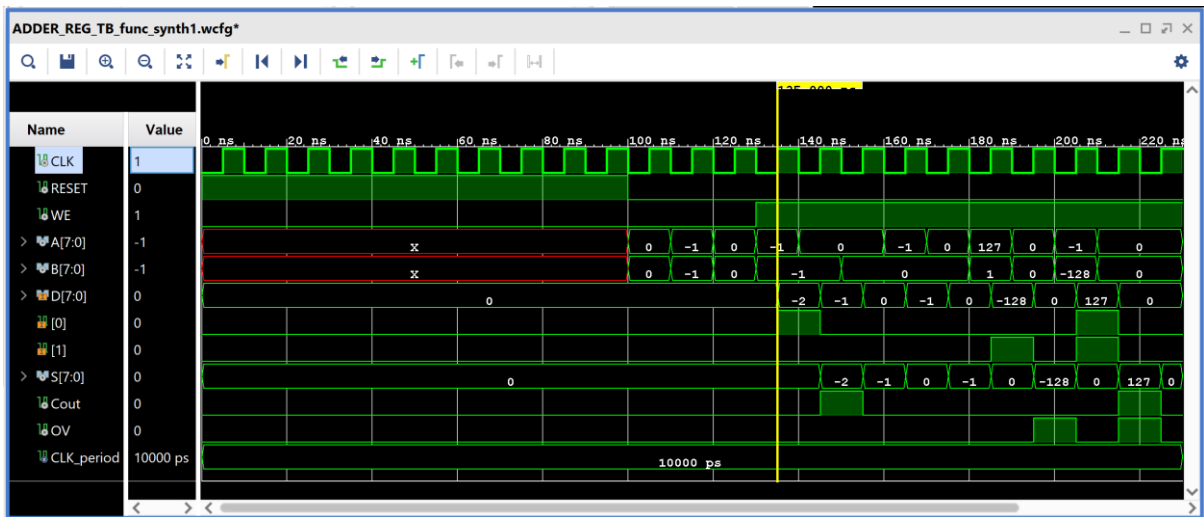 ADDER_REG_TB_func_synth1.wcfg*
Name Value
0 ns 20 ns 40 ns 60 ns 80 ns 100 ns 120 ns 140 ns 160 ns 180 ns 200 ns 220 ns
CLK 1
RESET 0
WE 1
A[7:0] -1 X 0 -1 0 -1 0 -1 0 127 0 -1 0
B[7:0] -1 X 0 -1 0 -1 0 1 0 -128 0
D[7:0] 0 0 -2 -1 0 -1 0 -128 0 127 0
[0] 0
[1] 0
S[7:0] 0 0 -2 -1 0 -1 0 -128 0 127 0
Cout 0
OV 0
CLK_period 10000 ps 10000 ps